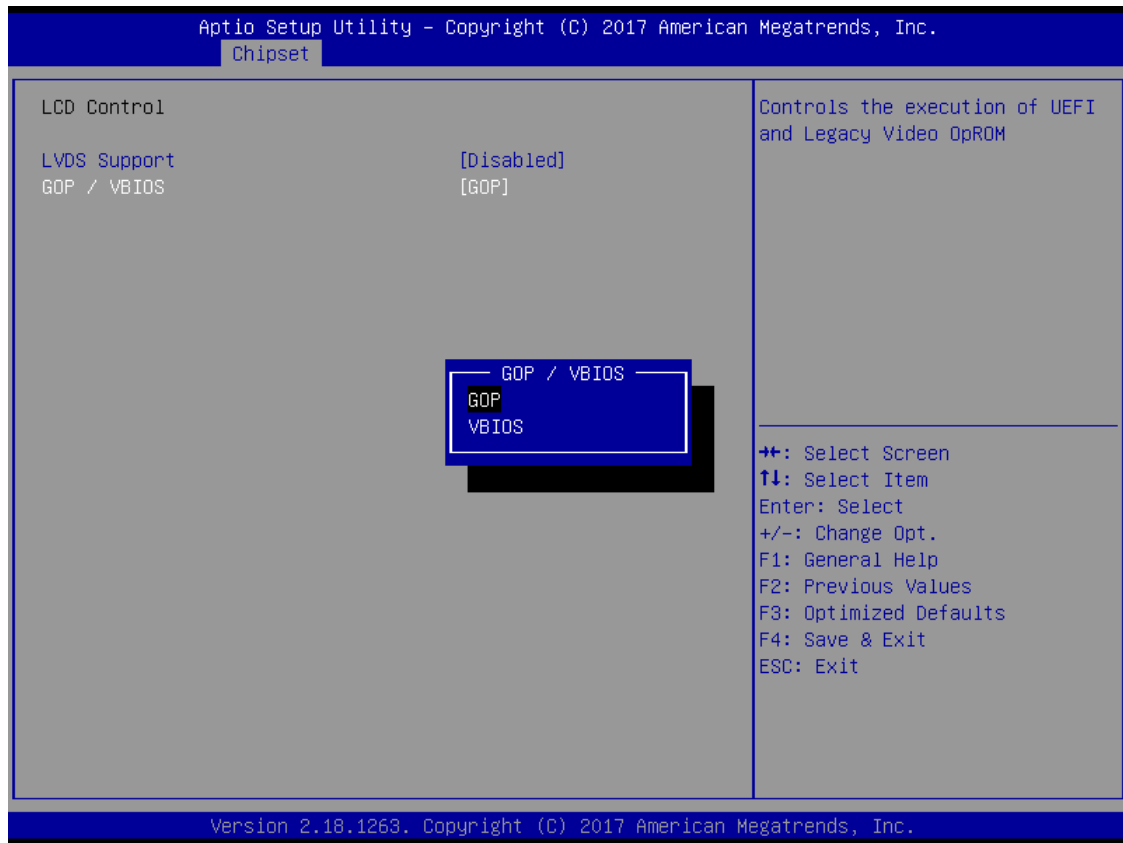 Aptio Setup Utility – Copyright (C) 2017 American Megatrends, Inc.
Chipset
LCD Control
LVDS Support [Disabled]
GOP / VBIOS [GOP]
GOP / VBIOS
GOP
VBIOS
Controls the execution of UEFI
and Legacy Video OpROM
→←: Select Screen
↑↓: Select Item
Enter: Select
+/-: Change Opt.
F1: General Help
F2: Previous Values
F3: Optimized Defaults
F4: Save & Exit
ESC: Exit
Version 2.18.1263. Copyright (C) 2017 American Megatrends, Inc.